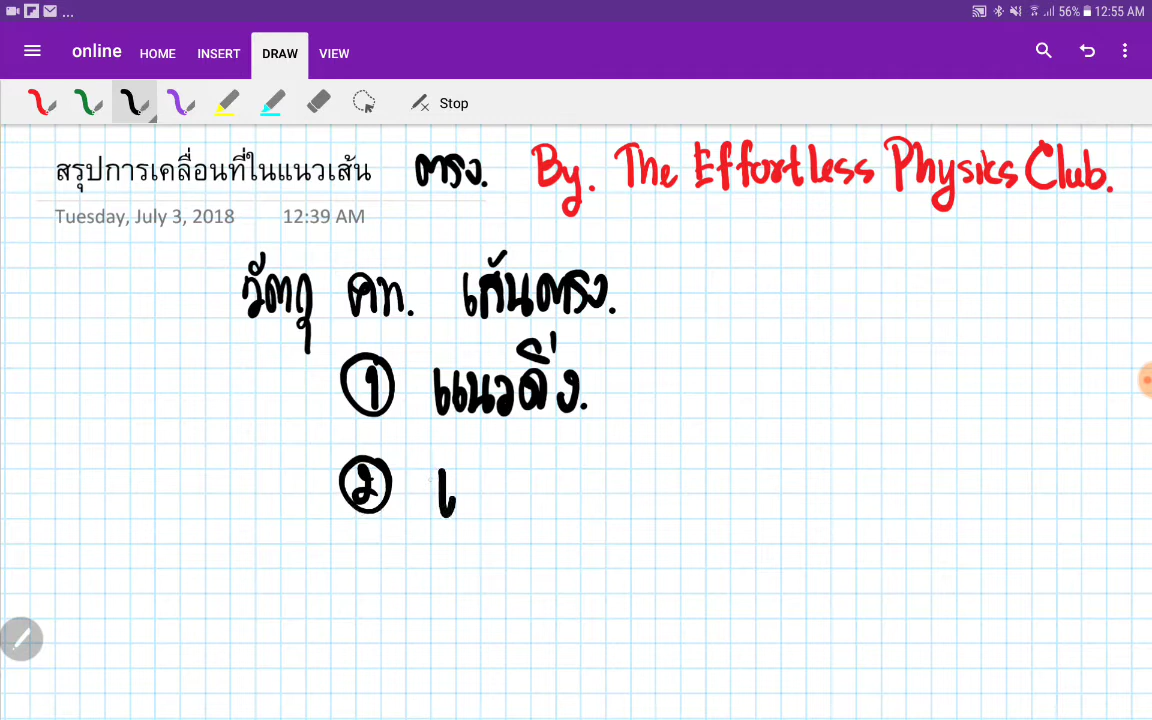 ... 56% 12:55 AM
online HOME INSERT DRAW VIEW
Stop
สรุปการเคลื่อนที่ในแนวเส้น ตรง. By. The Effortless Physics Club.
Tuesday, July 3, 2018 12:39 AM
วัตถุ คท. เส้นตรง.
① แนวดิ่ง.
② เ